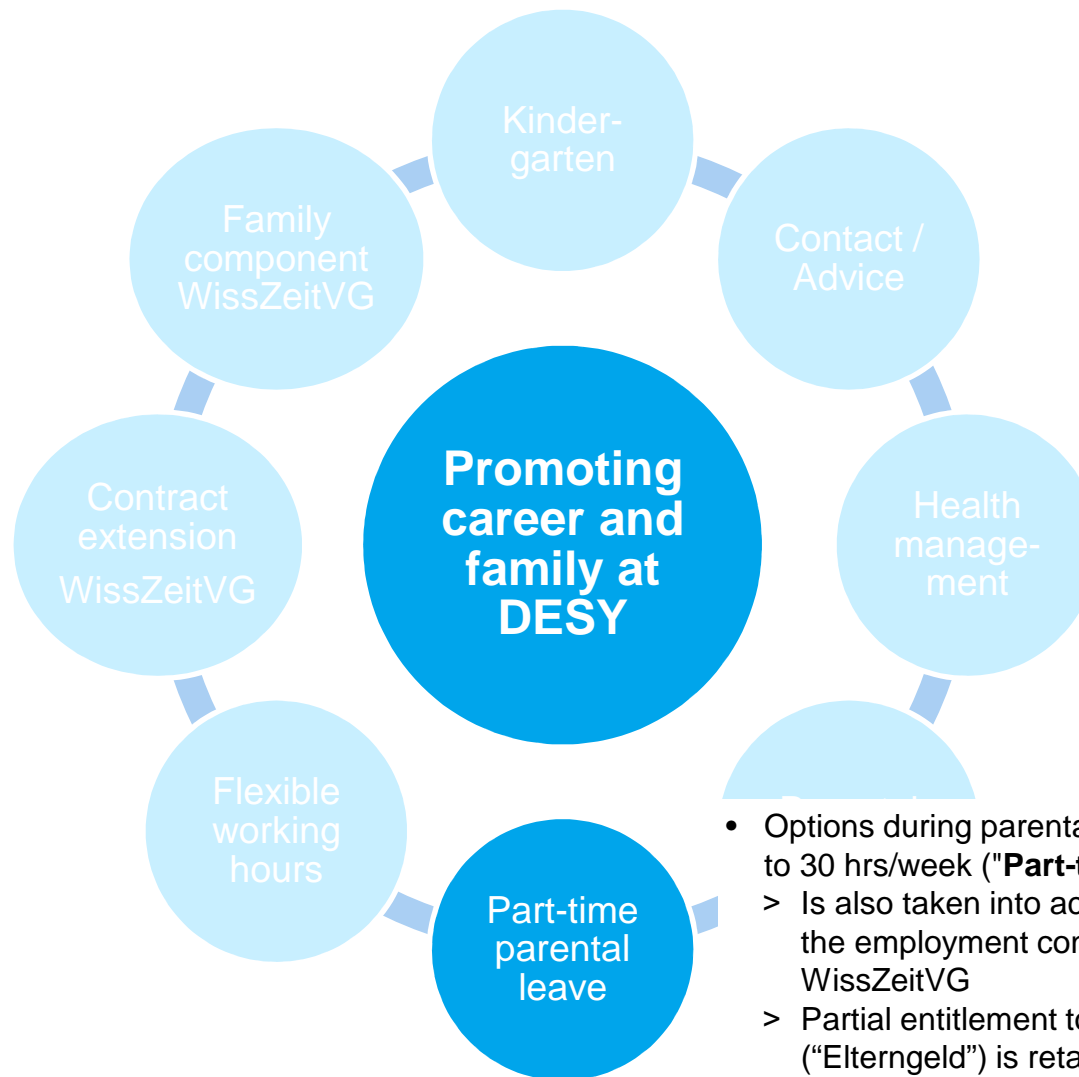 Kinder-
garten
Family
component
WissZeitVG
Contact /
Advice
Promoting
career and
family at
DESY
Contract
extension
WissZeitVG
Health
manage-
ment
Flexible
working
hours
Part-time
parental
leave
• Options during parenta
to 30 hrs/week ("Part-t
> Is also taken into ac
the employment cor
WissZeitVG
> Partial entitlement to
(“Elterngeld”) is reta